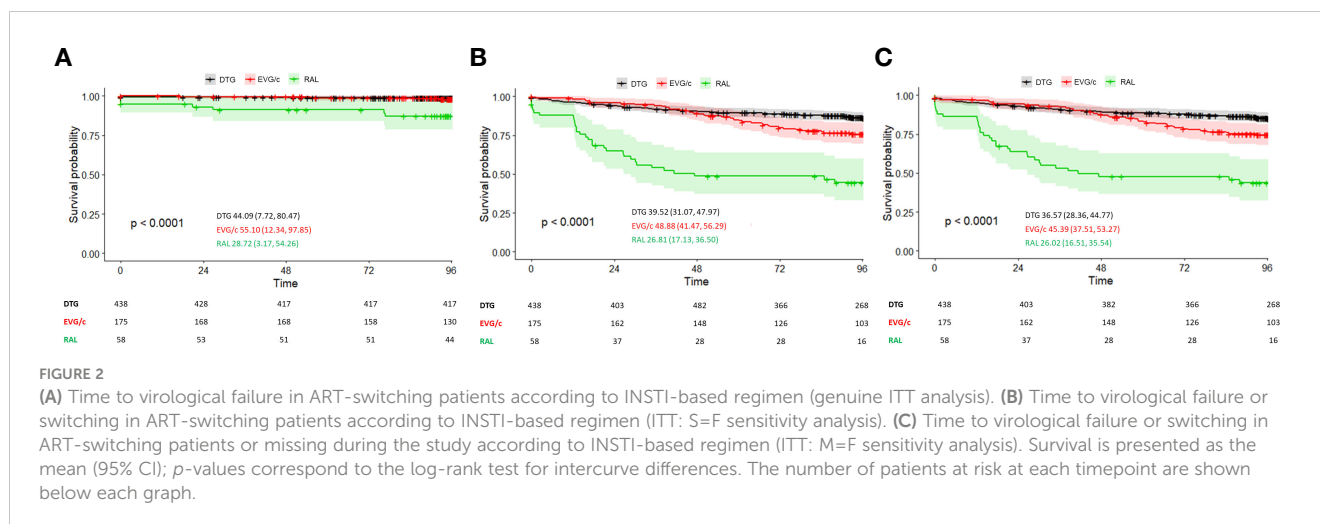 A
DTG EVG/c RAL
Survival probability
1.00
0.75
0.50
0.25
0.00
p < 0.0001
DTG 44.09 (7.72, 80.47)
EVG/c 55.10 (12.34, 97.85)
RAL 28.72 (3.17, 54.26)
0 24 48 72 96
Time
DTG 438 428 417 417 417
EVG/c 175 168 168 158 130
RAL 58 53 51 51 44
B
DTG EVG/c RAL
Survival probability
1.00
0.75
0.50
0.25
0.00
p < 0.0001
DTG 39.52 (31.07, 47.97)
EVG/c 48.88 (41.47, 56.29)
RAL 26.81 (17.13, 36.50)
0 24 48 72 96
Time
DTG 438 403 482 366 268
EVG/c 175 162 148 126 103
RAL 58 37 28 28 16
C
DTG EVG/c RAL
Survival probability
1.00
0.75
0.50
0.25
0.00
p < 0.0001
DTG 36.57 (28.36, 44.77)
EVG/c 45.39 (37.51, 53.27)
RAL 26.02 (16.51, 35.54)
0 24 48 72 96
Time
DTG 438 403 382 366 268
EVG/c 175 162 148 126 103
RAL 58 37 28 28 16
FIGURE 2
(A) Time to virological failure in ART-switching patients according to INSTI-based regimen (genuine ITT analysis). (B) Time to virological failure or
switching in ART-switching patients according to INSTI-based regimen (ITT: S=F sensitivity analysis). (C) Time to virological failure or switching in
ART-switching patients or missing during the study according to INSTI-based regimen (ITT: M=F sensitivity analysis). Survival is presented as the
mean (95% CI); p-values correspond to the log-rank test for intercurve differences. The number of patients at risk at each timepoint are shown
below each graph.